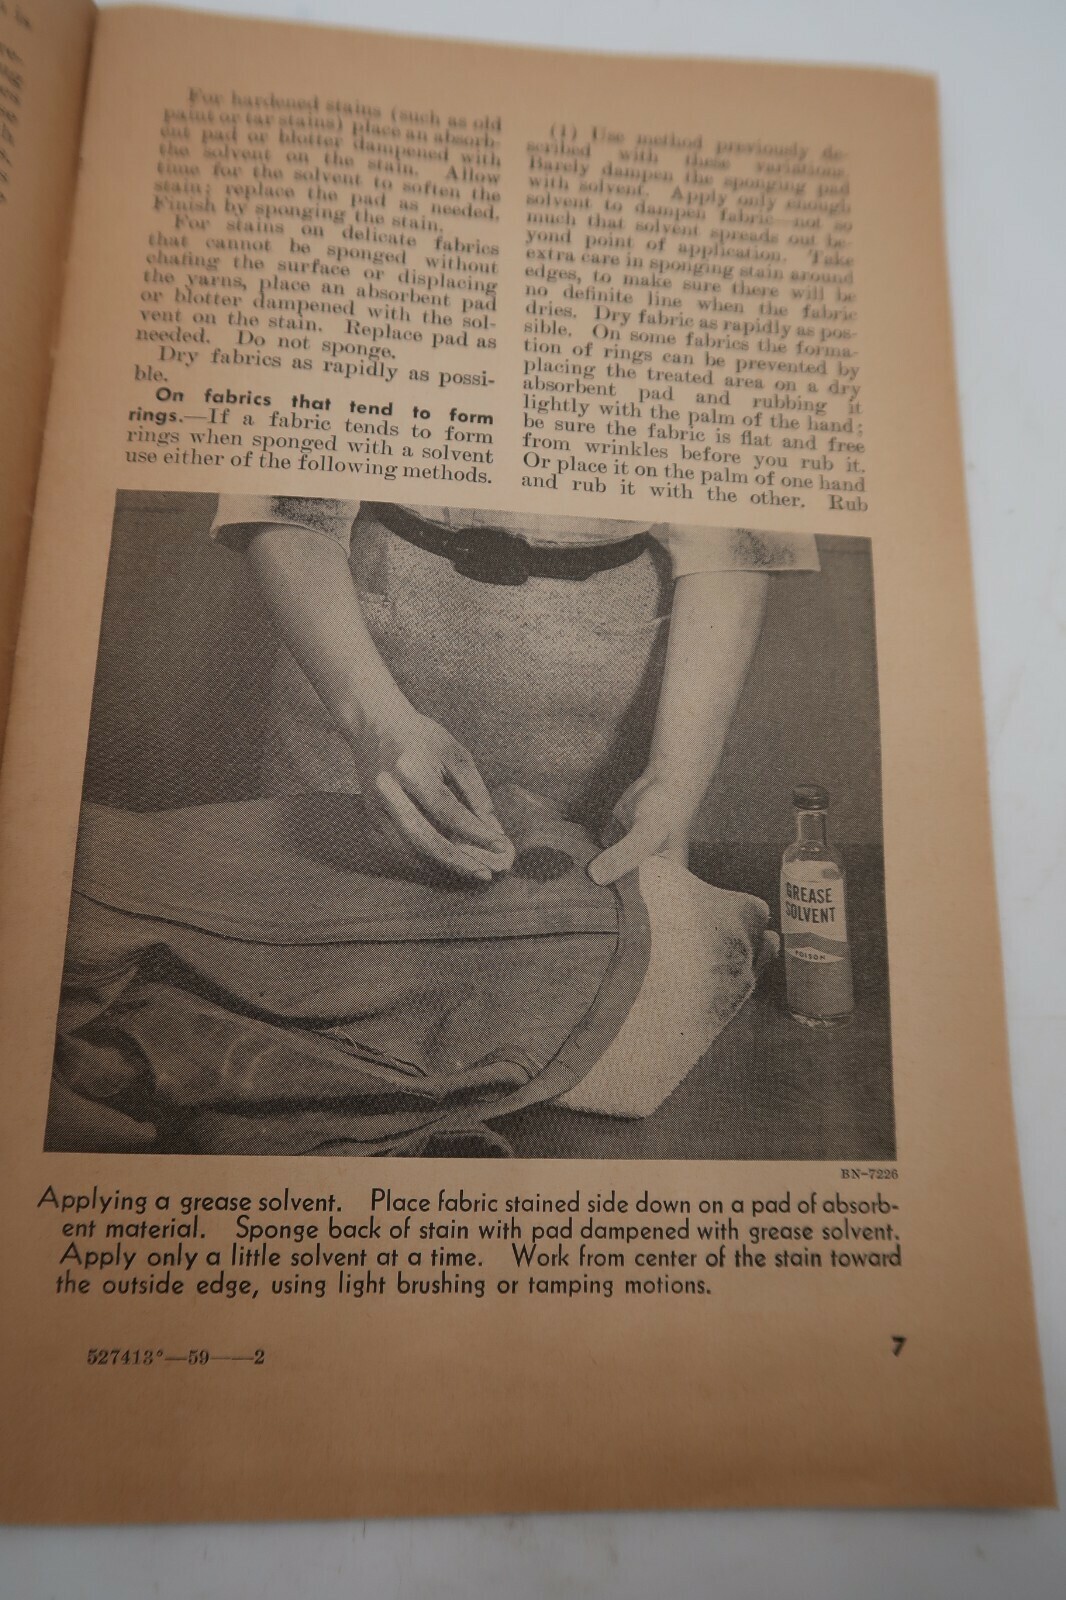 For hardened stains (such as old
paint or tar stains) place an absorb-
ent pad or blotter dampened with
the solvent on the stain. Allow
time for the solvent to soften the
stain; replace the pad as needed.
Finish by sponging the stain.
For stains on delicate fabrics
that cannot be sponged without
chafing the surface or displacing
the yarns, place an absorbent pad
or blotter dampened with the sol-
vent on the stain. Replace pad as
needed. Do not sponge.
Dry fabrics as rapidly as possi-
ble.
On fabrics that tend to form
rings.—If a fabric tends to form
rings when sponged with a solvent
use either of the following methods.
(1) Use method previously de-
scribed with these variations.
Barely dampen the sponging pad
with solvent. Apply only enough
solvent to dampen fabric—not so
much that solvent spreads out be-
yond point of application. Take
extra care in sponging stain around
edges, to make sure there will be
no definite line when the fabric
dries. Dry fabric as rapidly as pos-
sible. On some fabrics the forma-
tion of rings can be prevented by
placing the treated area on a dry
absorbent pad and rubbing it
lightly with the palm of the hand;
be sure the fabric is flat and free
from wrinkles before you rub it.
Or place it on the palm of one hand
and rub it with the other. Rub
GREASE
SOLVENT
POISON
BN-7226
Applying a grease solvent. Place fabric stained side down on a pad of absorb-
ent material. Sponge back of stain with pad dampened with grease solvent.
Apply only a little solvent at a time. Work from center of the stain toward
the outside edge, using light brushing or tamping motions.
527413°—59——2
7